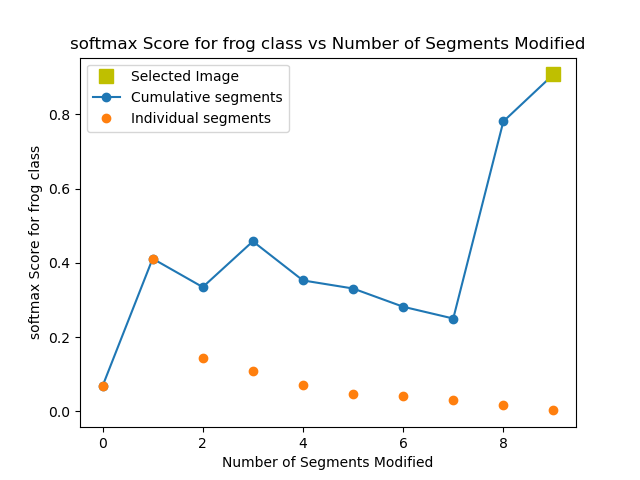 softmax Score for frog class vs Number of Segments Modified
Selected Image
Cumulative segments
Individual segments
softmax Score for frog class
0.8
0.6
0.4
0.2
0.0
0 2 4 6 8
Number of Segments Modified